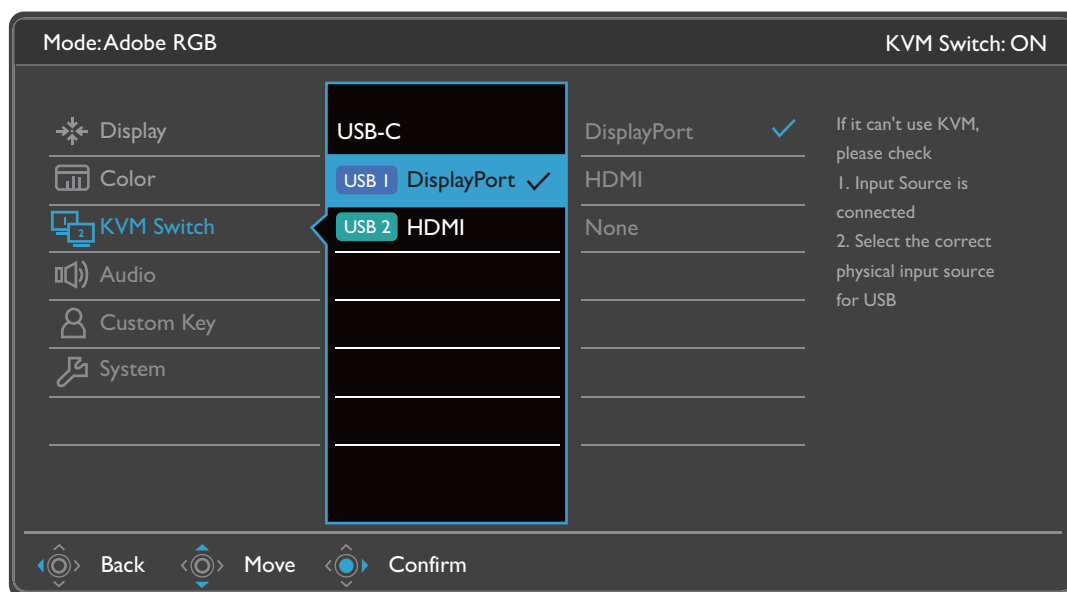 Mode: Adobe RGB
KVM Switch: ON
Display
Color
KVM Switch
1
2
Audio
Custom Key
System
USB-C
USB 1 DisplayPort
USB 2 HDMI
DisplayPort
HDMI
None
If it can't use KVM,
please check
1. Input Source is
connected
2. Select the correct
physical input source
for USB
Back
Move
Confirm